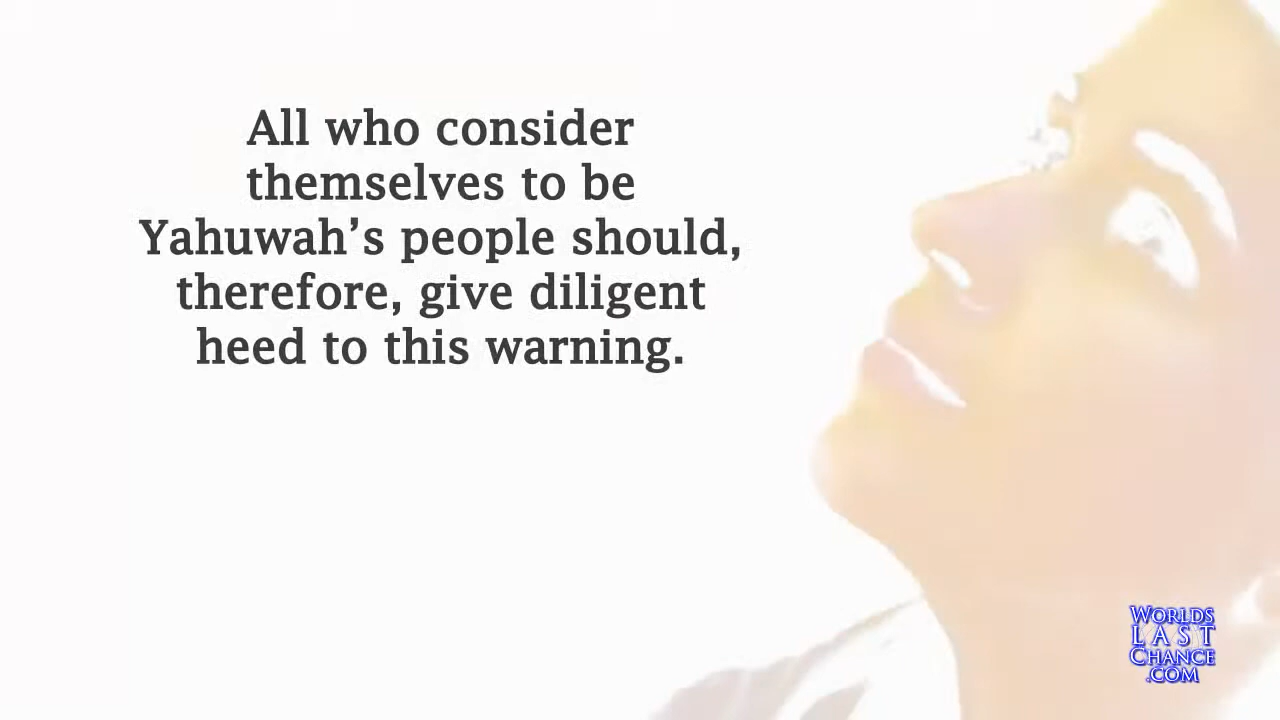 All who consider
themselves to be
Yahuwah’s people should,
therefore, give diligent
heed to this warning.
WORLDS
LAST
CHANCE
.COM